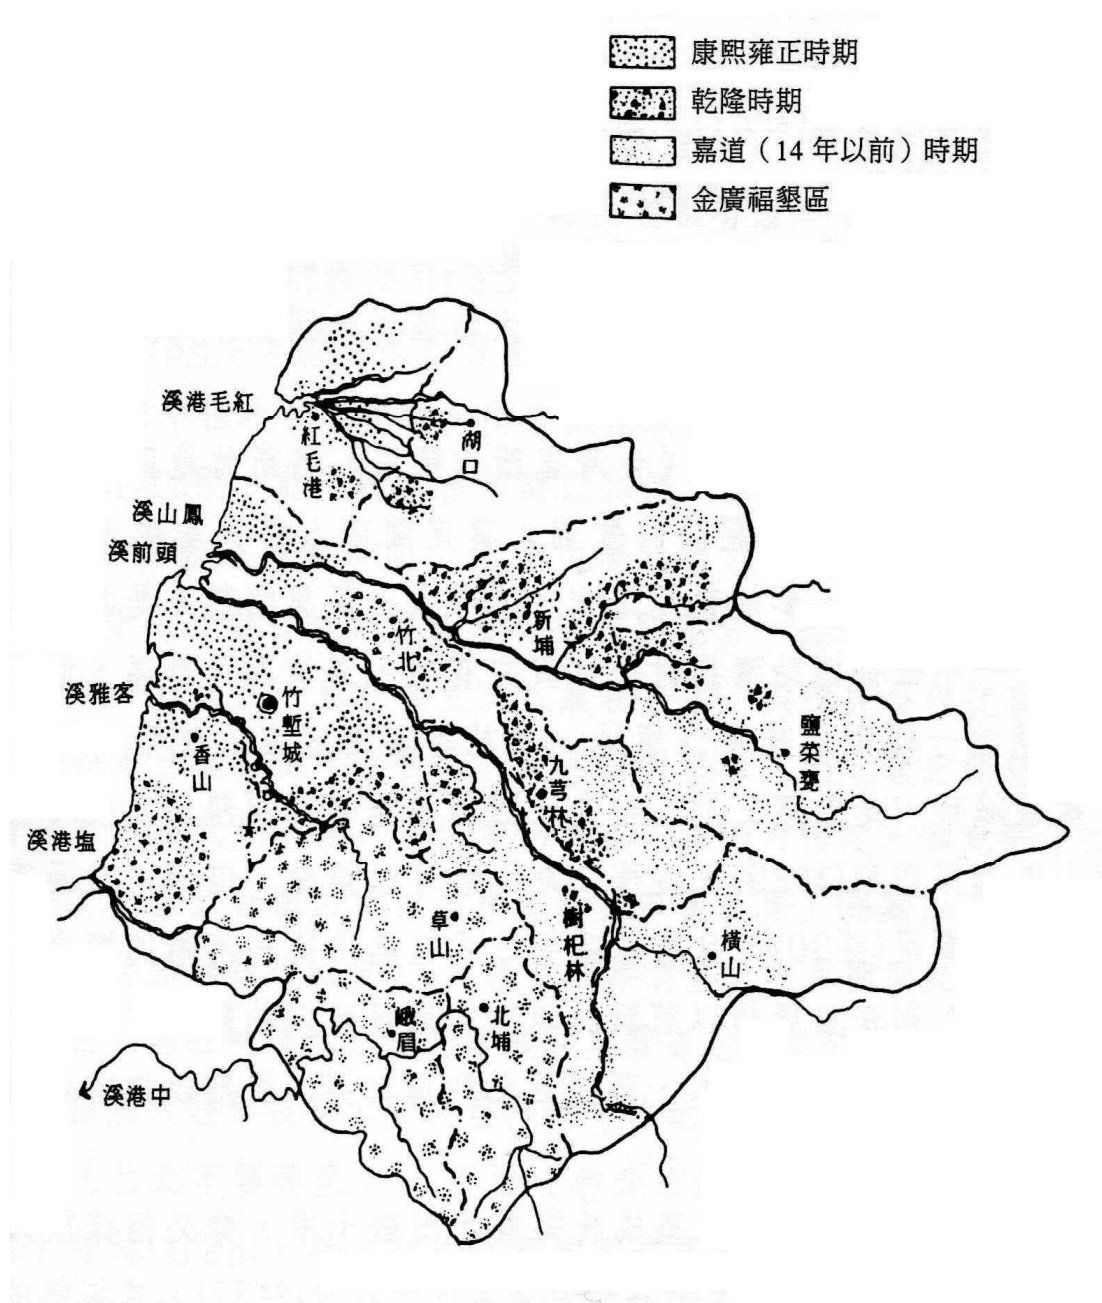 康熙雍正時期
乾隆時期
嘉道（14年以前）時期
金廣福墾區
紅毛港溪
紅毛港
湖口
鳳山溪
頭前溪
新埔
竹北
客雅溪
竹塹城
香山
鹽菜甕
九芎林
塩港溪
草山
樹杞林
橫山
峨眉
北埔
中港溪